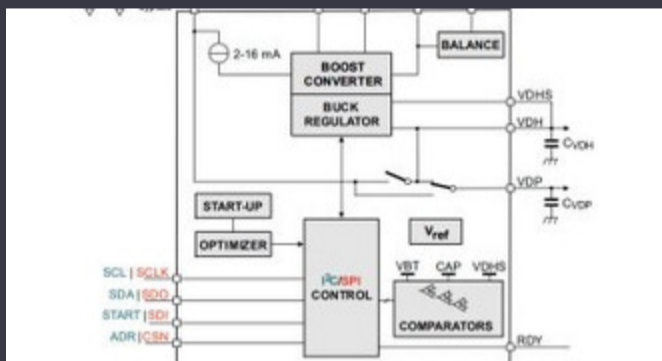 2-16 mA
BALANCE
BOOST
CONVERTER
BUCK
REGULATOR
VDHS
VDH
CVDH
VDP
CVDP
START-UP
OPTIMIZER
Vref
I²C/SPI
CONTROL
VBT CAP VDHS
COMPARATORS
SCL | SCLK
SDA | SDO
START | SDI
ADR | CSN
RDY